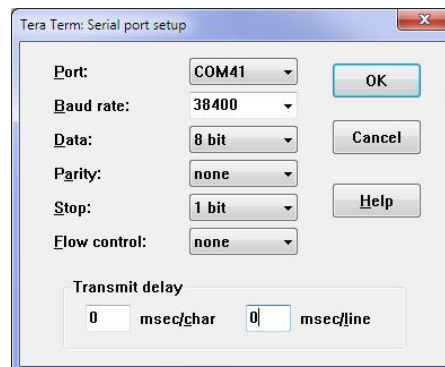 Tera Term: Serial port setup
Port: COM41
OK
Baud rate: 38400
Data: 8 bit
Cancel
Parity: none
Stop: 1 bit
Help
Flow control: none
Transmit delay
0 msec/char 0 msec/line